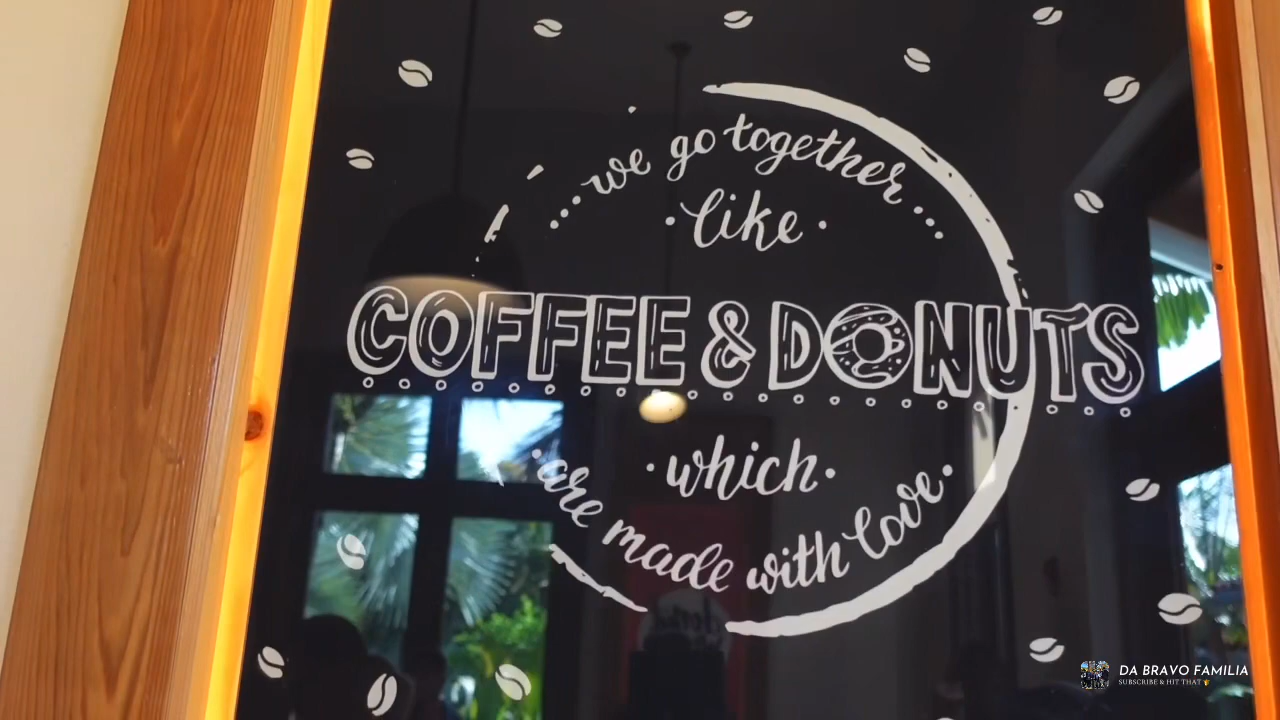 ...we go together...
·like·
COFFEE & DONUTS
·which·
·are made with love·
DA BRAVO FAMILIA
SUBSCRIBE & HIT THAT